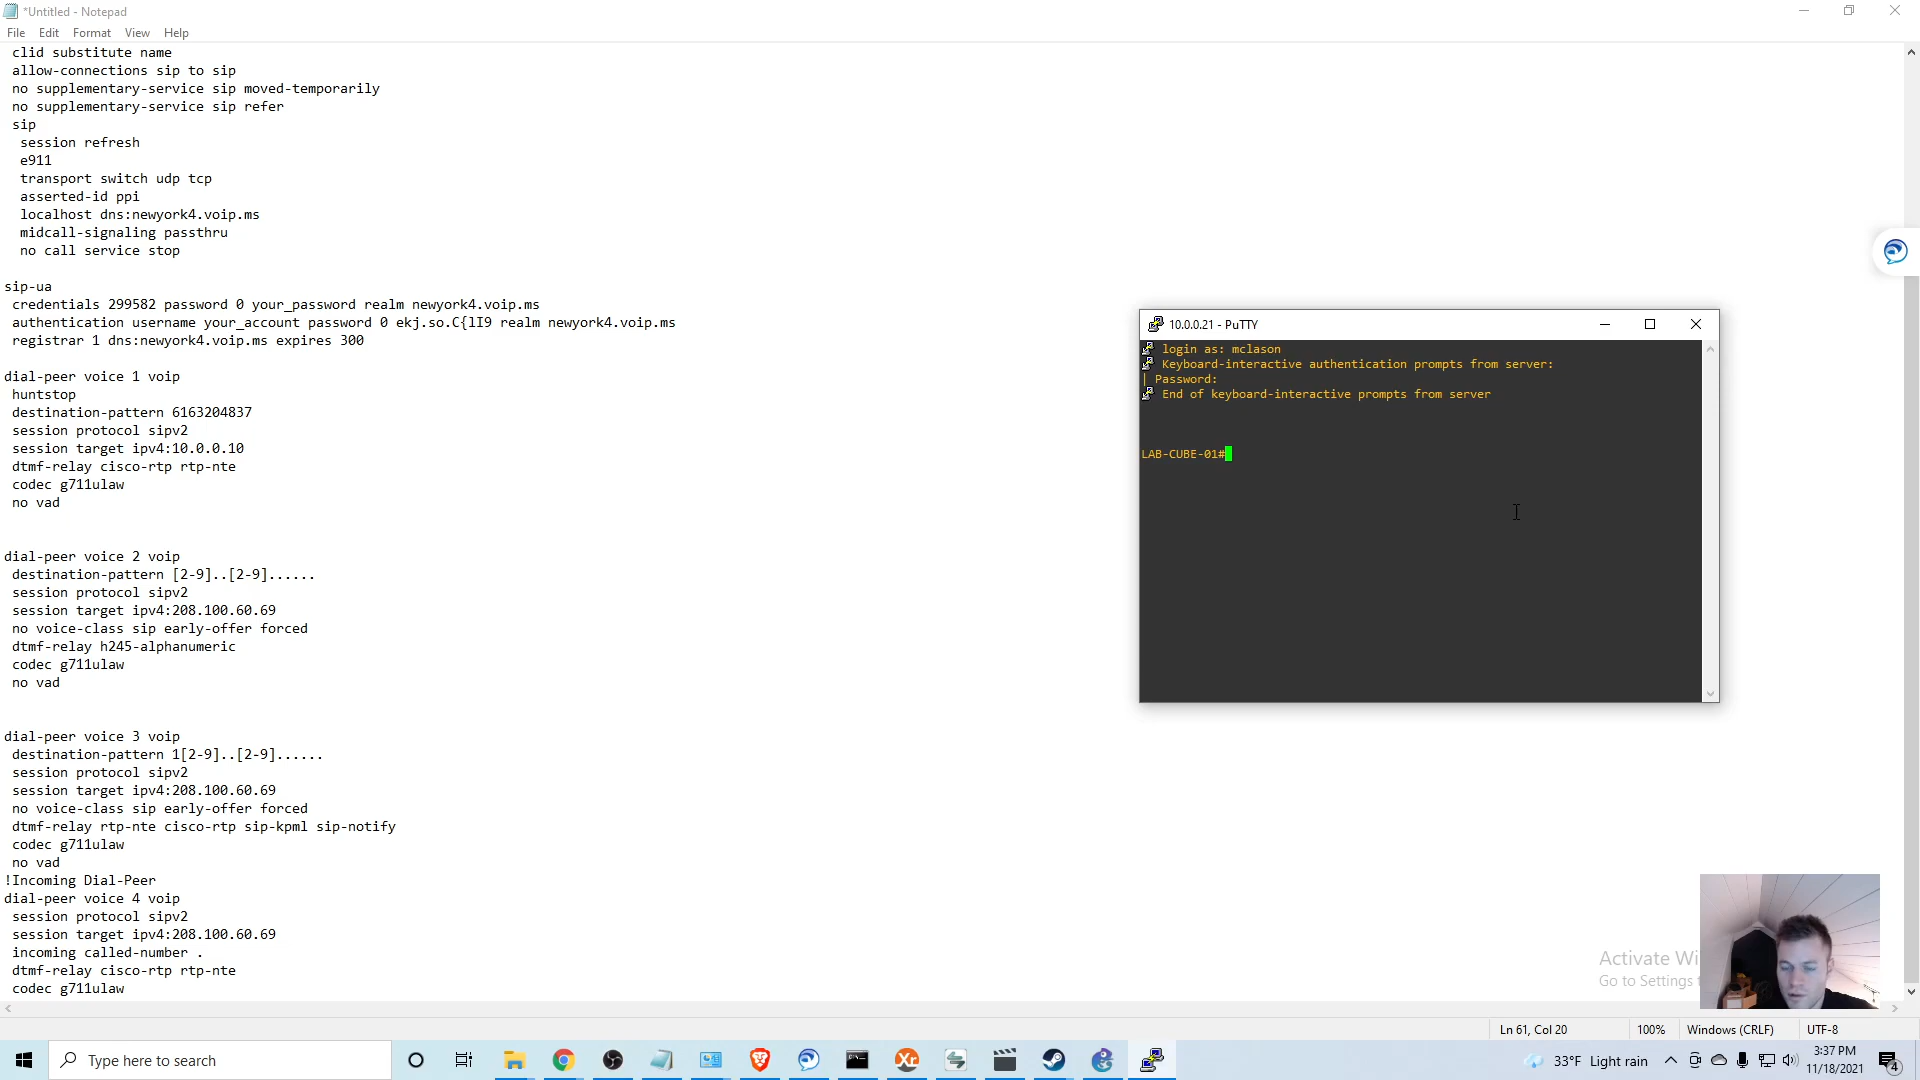 *Untitled - Notepad
File Edit Format View Help
clid substitute name
allow-connections sip to sip
no supplementary-service sip moved-temporarily
no supplementary-service sip refer
sip
session refresh
e911
transport switch udp tcp
asserted-id ppi
localhost dns:newyork4.voip.ms
midcall-signaling passthru
no call service stop
sip-ua
credentials 299582 password 0 your_password realm newyork4.voip.ms
authentication username your_account password 0 ekj.so.C{lI9 realm newyork4.voip.ms
registrar 1 dns:newyork4.voip.ms expires 300
dial-peer voice 1 voip
huntstop
destination-pattern 6163204837
session protocol sipv2
session target ipv4:10.0.0.10
dtmf-relay cisco-rtp rtp-nte
codec g711ulaw
no vad
dial-peer voice 2 voip
destination-pattern [2-9]..[2-9]......
session protocol sipv2
session target ipv4:208.100.60.69
no voice-class sip early-offer forced
dtmf-relay h245-alphanumeric
codec g711ulaw
no vad
dial-peer voice 3 voip
destination-pattern 1[2-9]..[2-9]......
session protocol sipv2
session target ipv4:208.100.60.69
no voice-class sip early-offer forced
dtmf-relay rtp-nte cisco-rtp sip-kpml sip-notify
codec g711ulaw
no vad
!Incoming Dial-Peer
dial-peer voice 4 voip
session protocol sipv2
session target ipv4:208.100.60.69
incoming called-number .
dtmf-relay cisco-rtp rtp-nte
codec g711ulaw
10.0.0.21 - PuTTY
login as: mclason
Keyboard-interactive authentication prompts from server:
| Password:
End of keyboard-interactive prompts from server
LAB-CUBE-01#
Activate Wi
Go to Settings
Ln 61, Col 20 100% Windows (CRLF) UTF-8
Type here to search
Xr
33°F Light rain
3:37 PM
11/18/2021
4